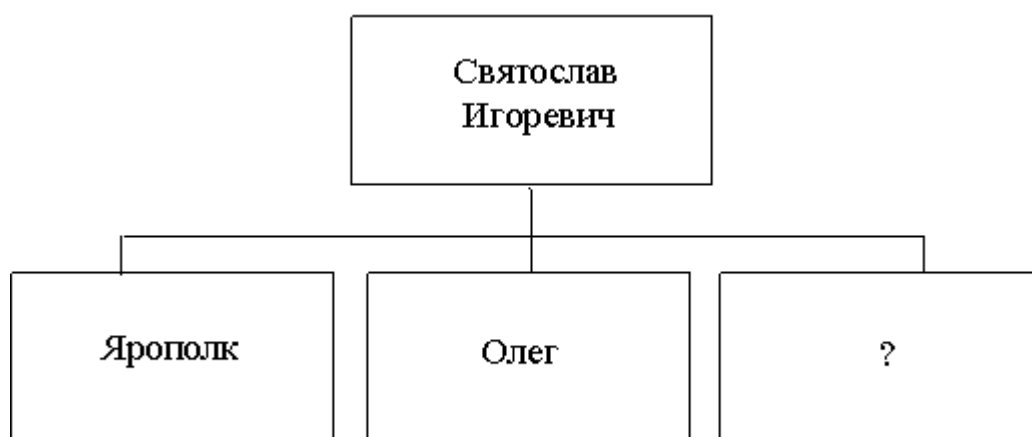 Святослав
Игоревич
Ярополк
Олег
?